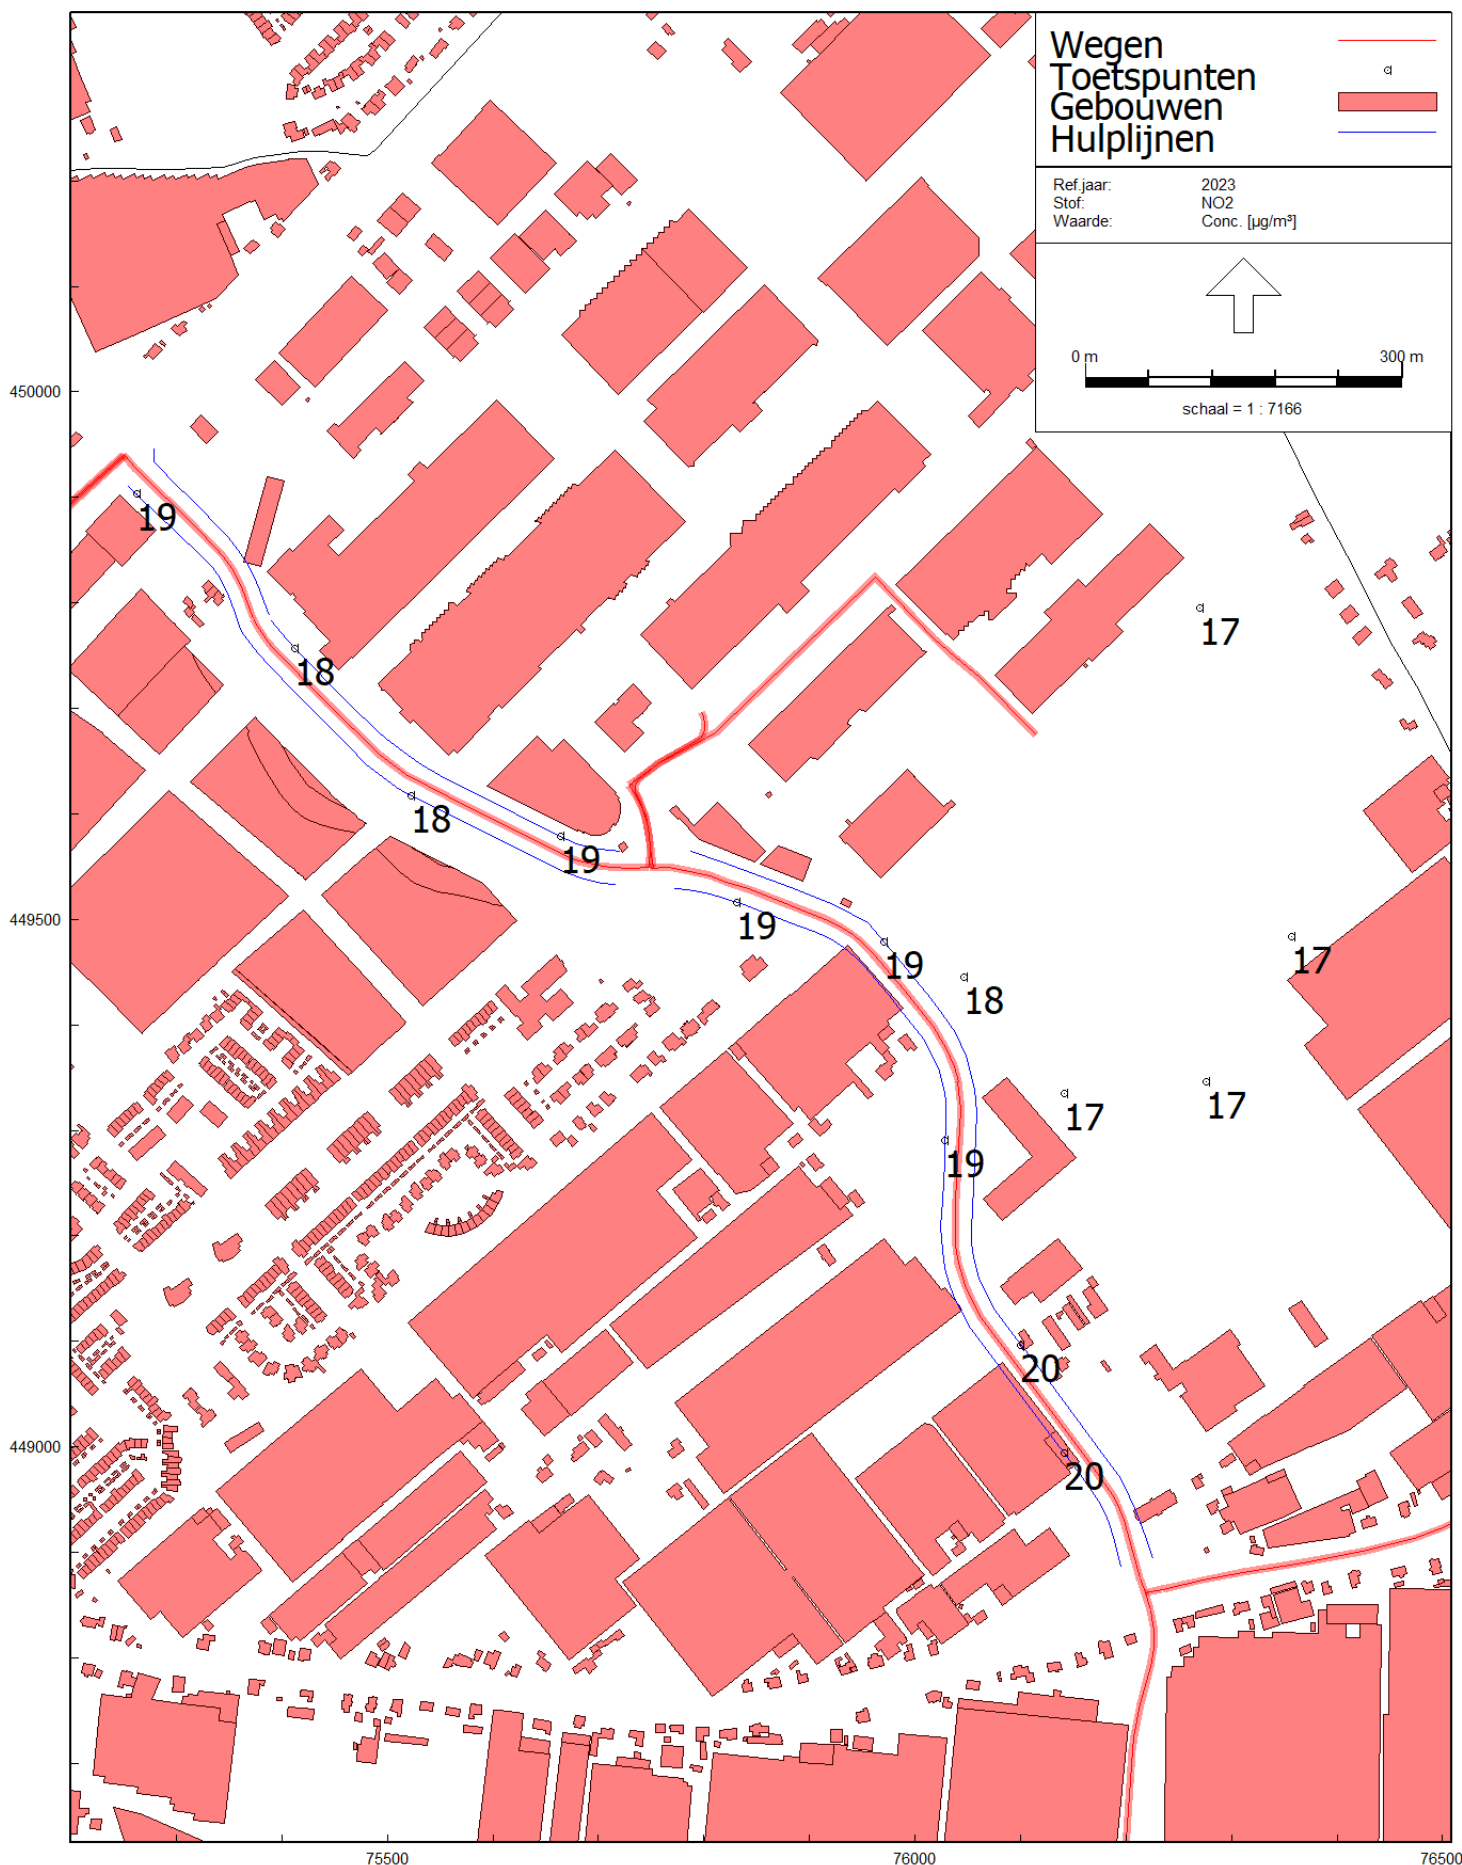 Wegen
Toetspunten
Gebouwen
Hulplijnen
Ref.jaar: 2023
Stof: NO2
Waarde: Conc. [µg/m³]
0 m 300 m
schaal = 1 : 7166
450000
19
17
18
18
19
449500
19
19
17
18
17
17
19
20
449000
20
75500 76000 76500